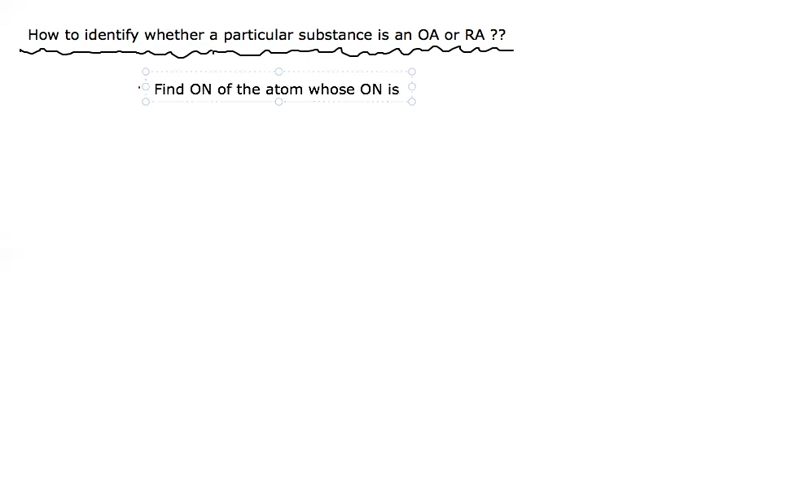 How to identify whether a particular substance is an OA or RA ??
Find ON of the atom whose ON is